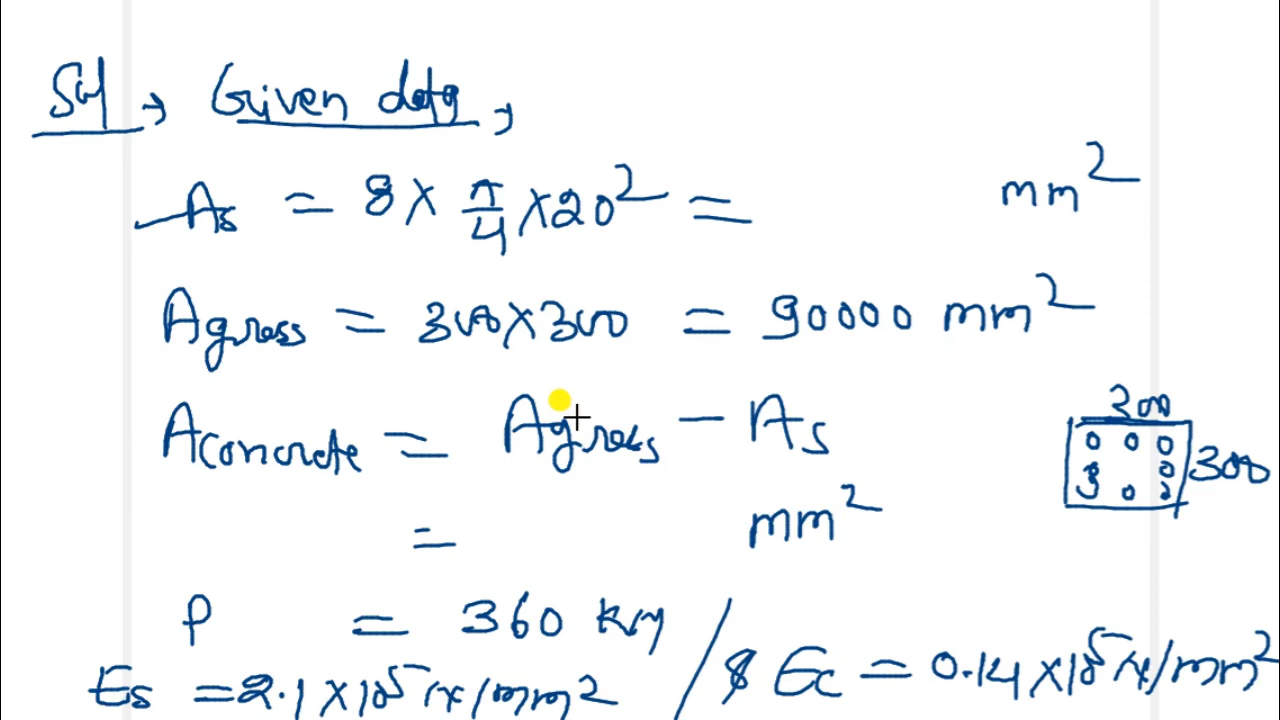 Sol, Given data,
As = 8 × π/4 × 20² = mm²
Agross = 300×300 = 90000 mm²
Aconcrete = Agross - As
300
300
= mm²
P = 360 kN
Es = 2.1 × 10⁵ N/mm² / & Ec = 0.14 × 10⁵ N/mm²